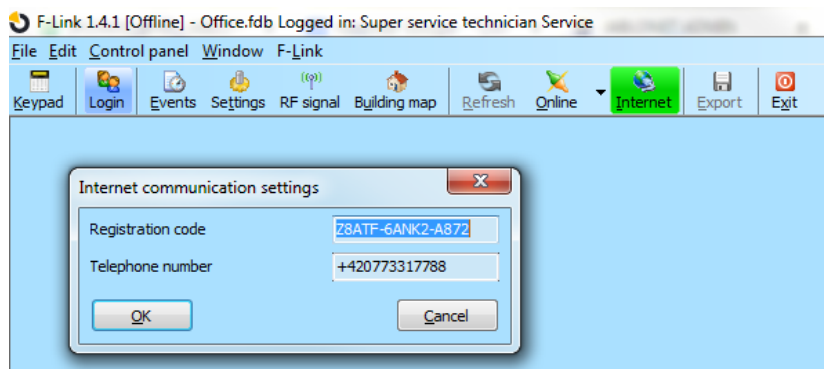 F-Link 1.4.1 [Offline] - Office.fdb Logged in: Super service technician Service
File Edit Control panel Window F-Link
Keypad Login Events Settings RF signal Building map Refresh Online Internet Export Exit
Internet communication settings
Registration code Z8ATF-6ANK2-A872
Telephone number +420773317788
OK Cancel